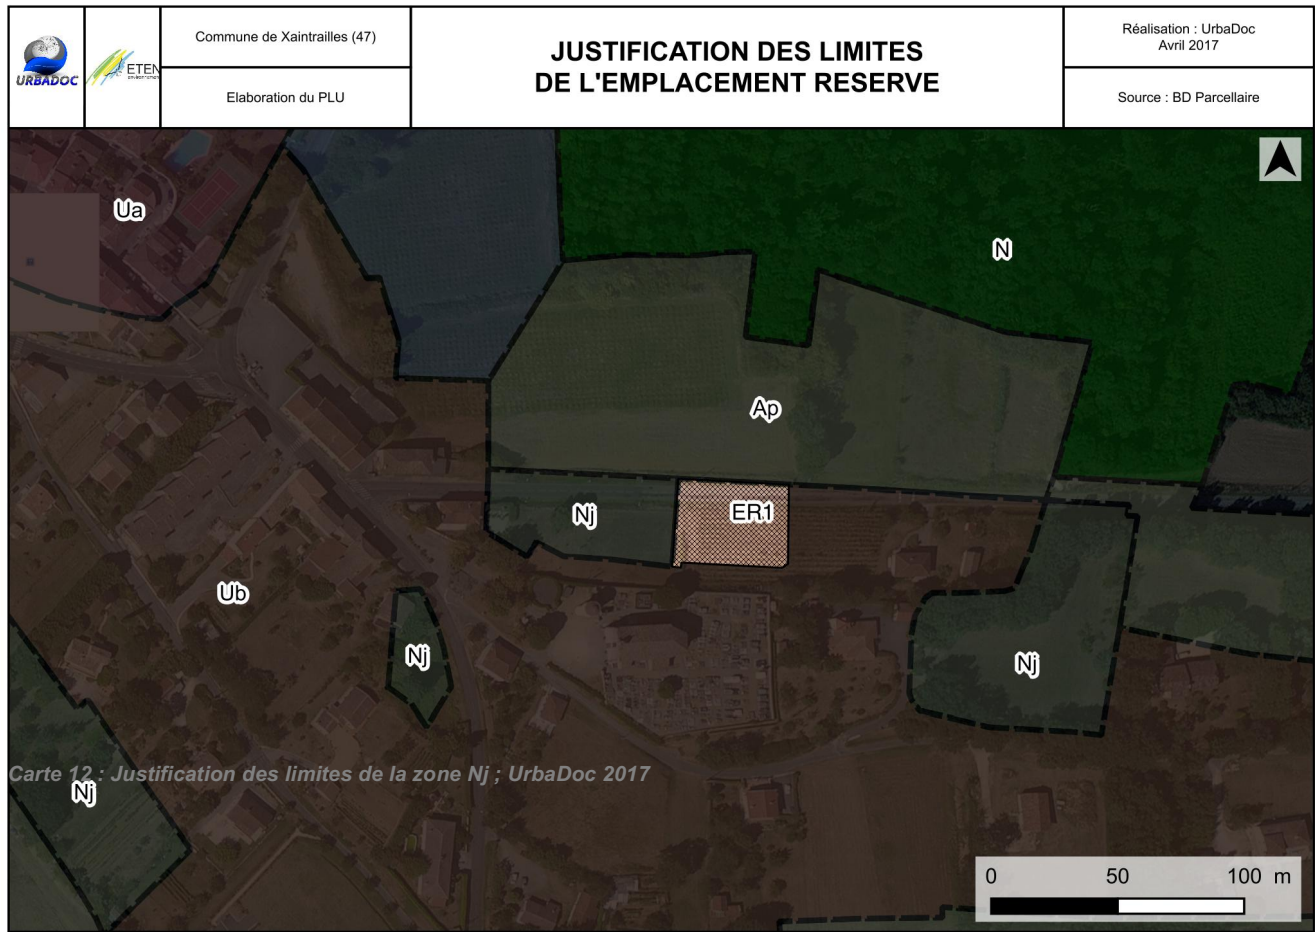 URBADOC
ETEN
Commune de Xaintrailles (47)
Elaboration du PLU
JUSTIFICATION DES LIMITES
DE L'EMPLACEMENT RESERVE
Réalisation : UrbaDoc
Avril 2017
Source : BD Parcellaire
Ua
N
Ap
Nj
ER1
Ub
Nj
Nj
Carte 12 : Justification des limites de la zone Nj ; UrbaDoc 2017
Nj
0 50 100 m